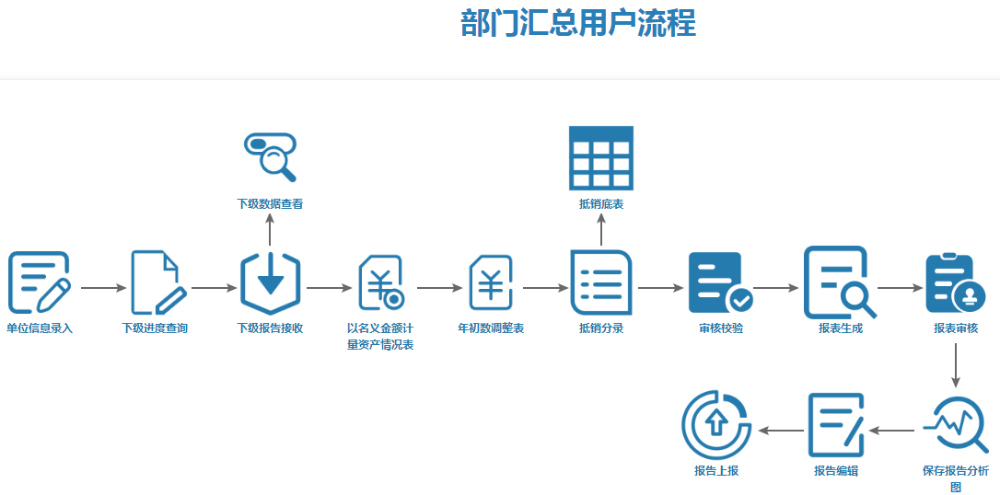 部门汇总用户流程
下级数据查看
抵销底表
单位信息录入
下级进度查询
下级报告接收
以名义金额计
量资产情况表
年初数调整表
抵销分录
审核校验
报表生成
报表审核
报告上报
报告编辑
保存报告分析
图